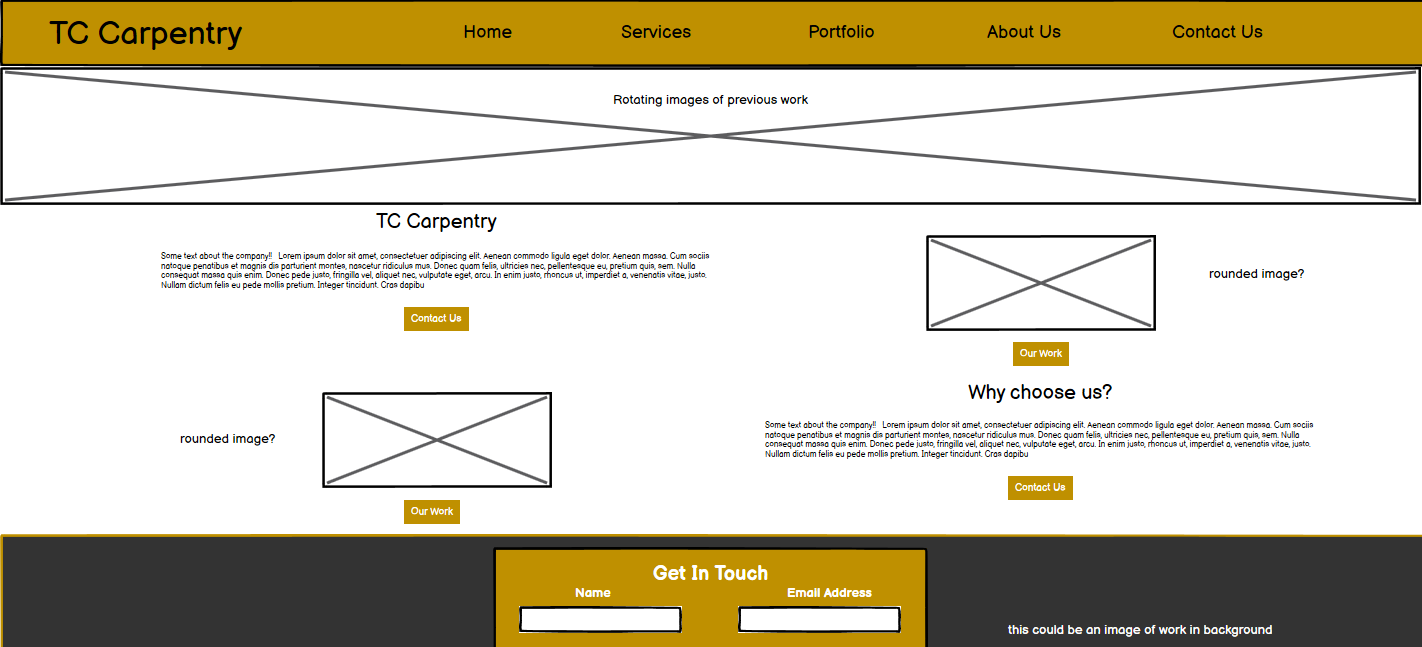 TC Carpentry
Home
Services
Portfolio
About Us
Contact Us
Rotating images of previous work
TC Carpentry
Some text about the company!! Lorem ipsum dolor sit amet, consectetuer adipiscing elit. Aenean commodo ligula eget dolor. Aenean massa. Cum sociis
natoque penatibus et magnis dis parturient montes, nascetur ridiculus mus. Donec quam felis, ultricies nec, pellentesque eu, pretium quis, sem. Nulla
consequat massa quis enim. Donec pede justo, fringilla vel, aliquet nec, vulputate eget, arcu. In enim justo, rhoncus ut, imperdiet a, venenatis vitae, justo.
Nullam dictum felis eu pede mollis pretium. Integer tincidunt. Cras dapibu
Contact Us
rounded image?
Our Work
rounded image?
Our Work
Why choose us?
Some text about the company!! Lorem ipsum dolor sit amet, consectetuer adipiscing elit. Aenean commodo ligula eget dolor. Aenean massa. Cum sociis
natoque penatibus et magnis dis parturient montes, nascetur ridiculus mus. Donec quam felis, ultricies nec, pellentesque eu, pretium quis, sem. Nulla
consequat massa quis enim. Donec pede justo, fringilla vel, aliquet nec, vulputate eget, arcu. In enim justo, rhoncus ut, imperdiet a, venenatis vitae, justo.
Nullam dictum felis eu pede mollis pretium. Integer tincidunt. Cras dapibu
Contact Us
Get In Touch
Name
Email Address
this could be an image of work in background